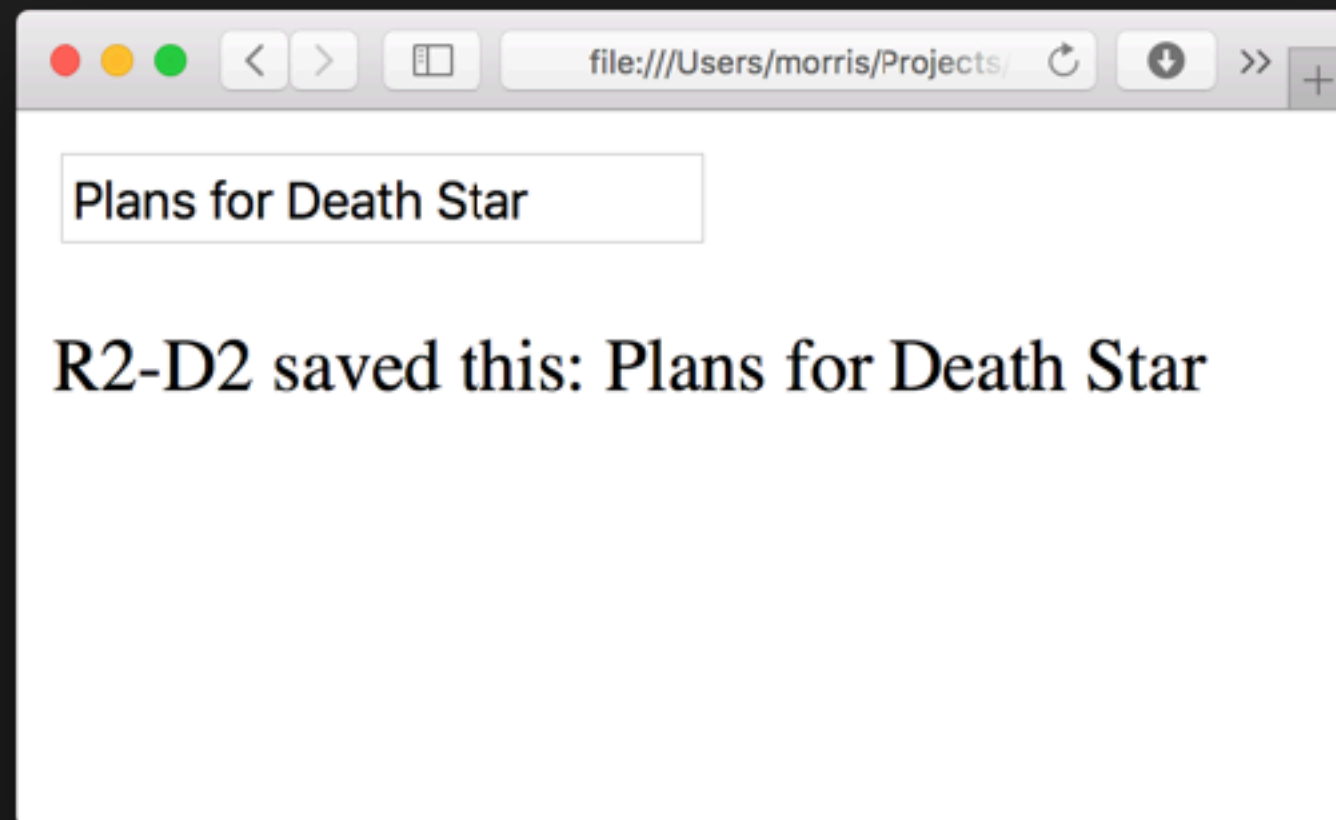 file:///Users/morris/Projects/
Plans for Death Star
R2-D2 saved this: Plans for Death Star